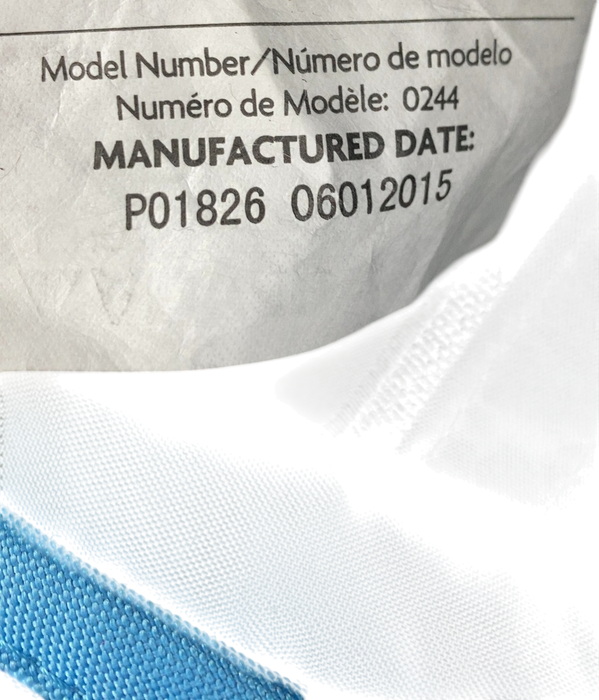 Model Number/Número de modelo
Numéro de Modèle: 0244
MANUFACTURED DATE:
P01826 06012015